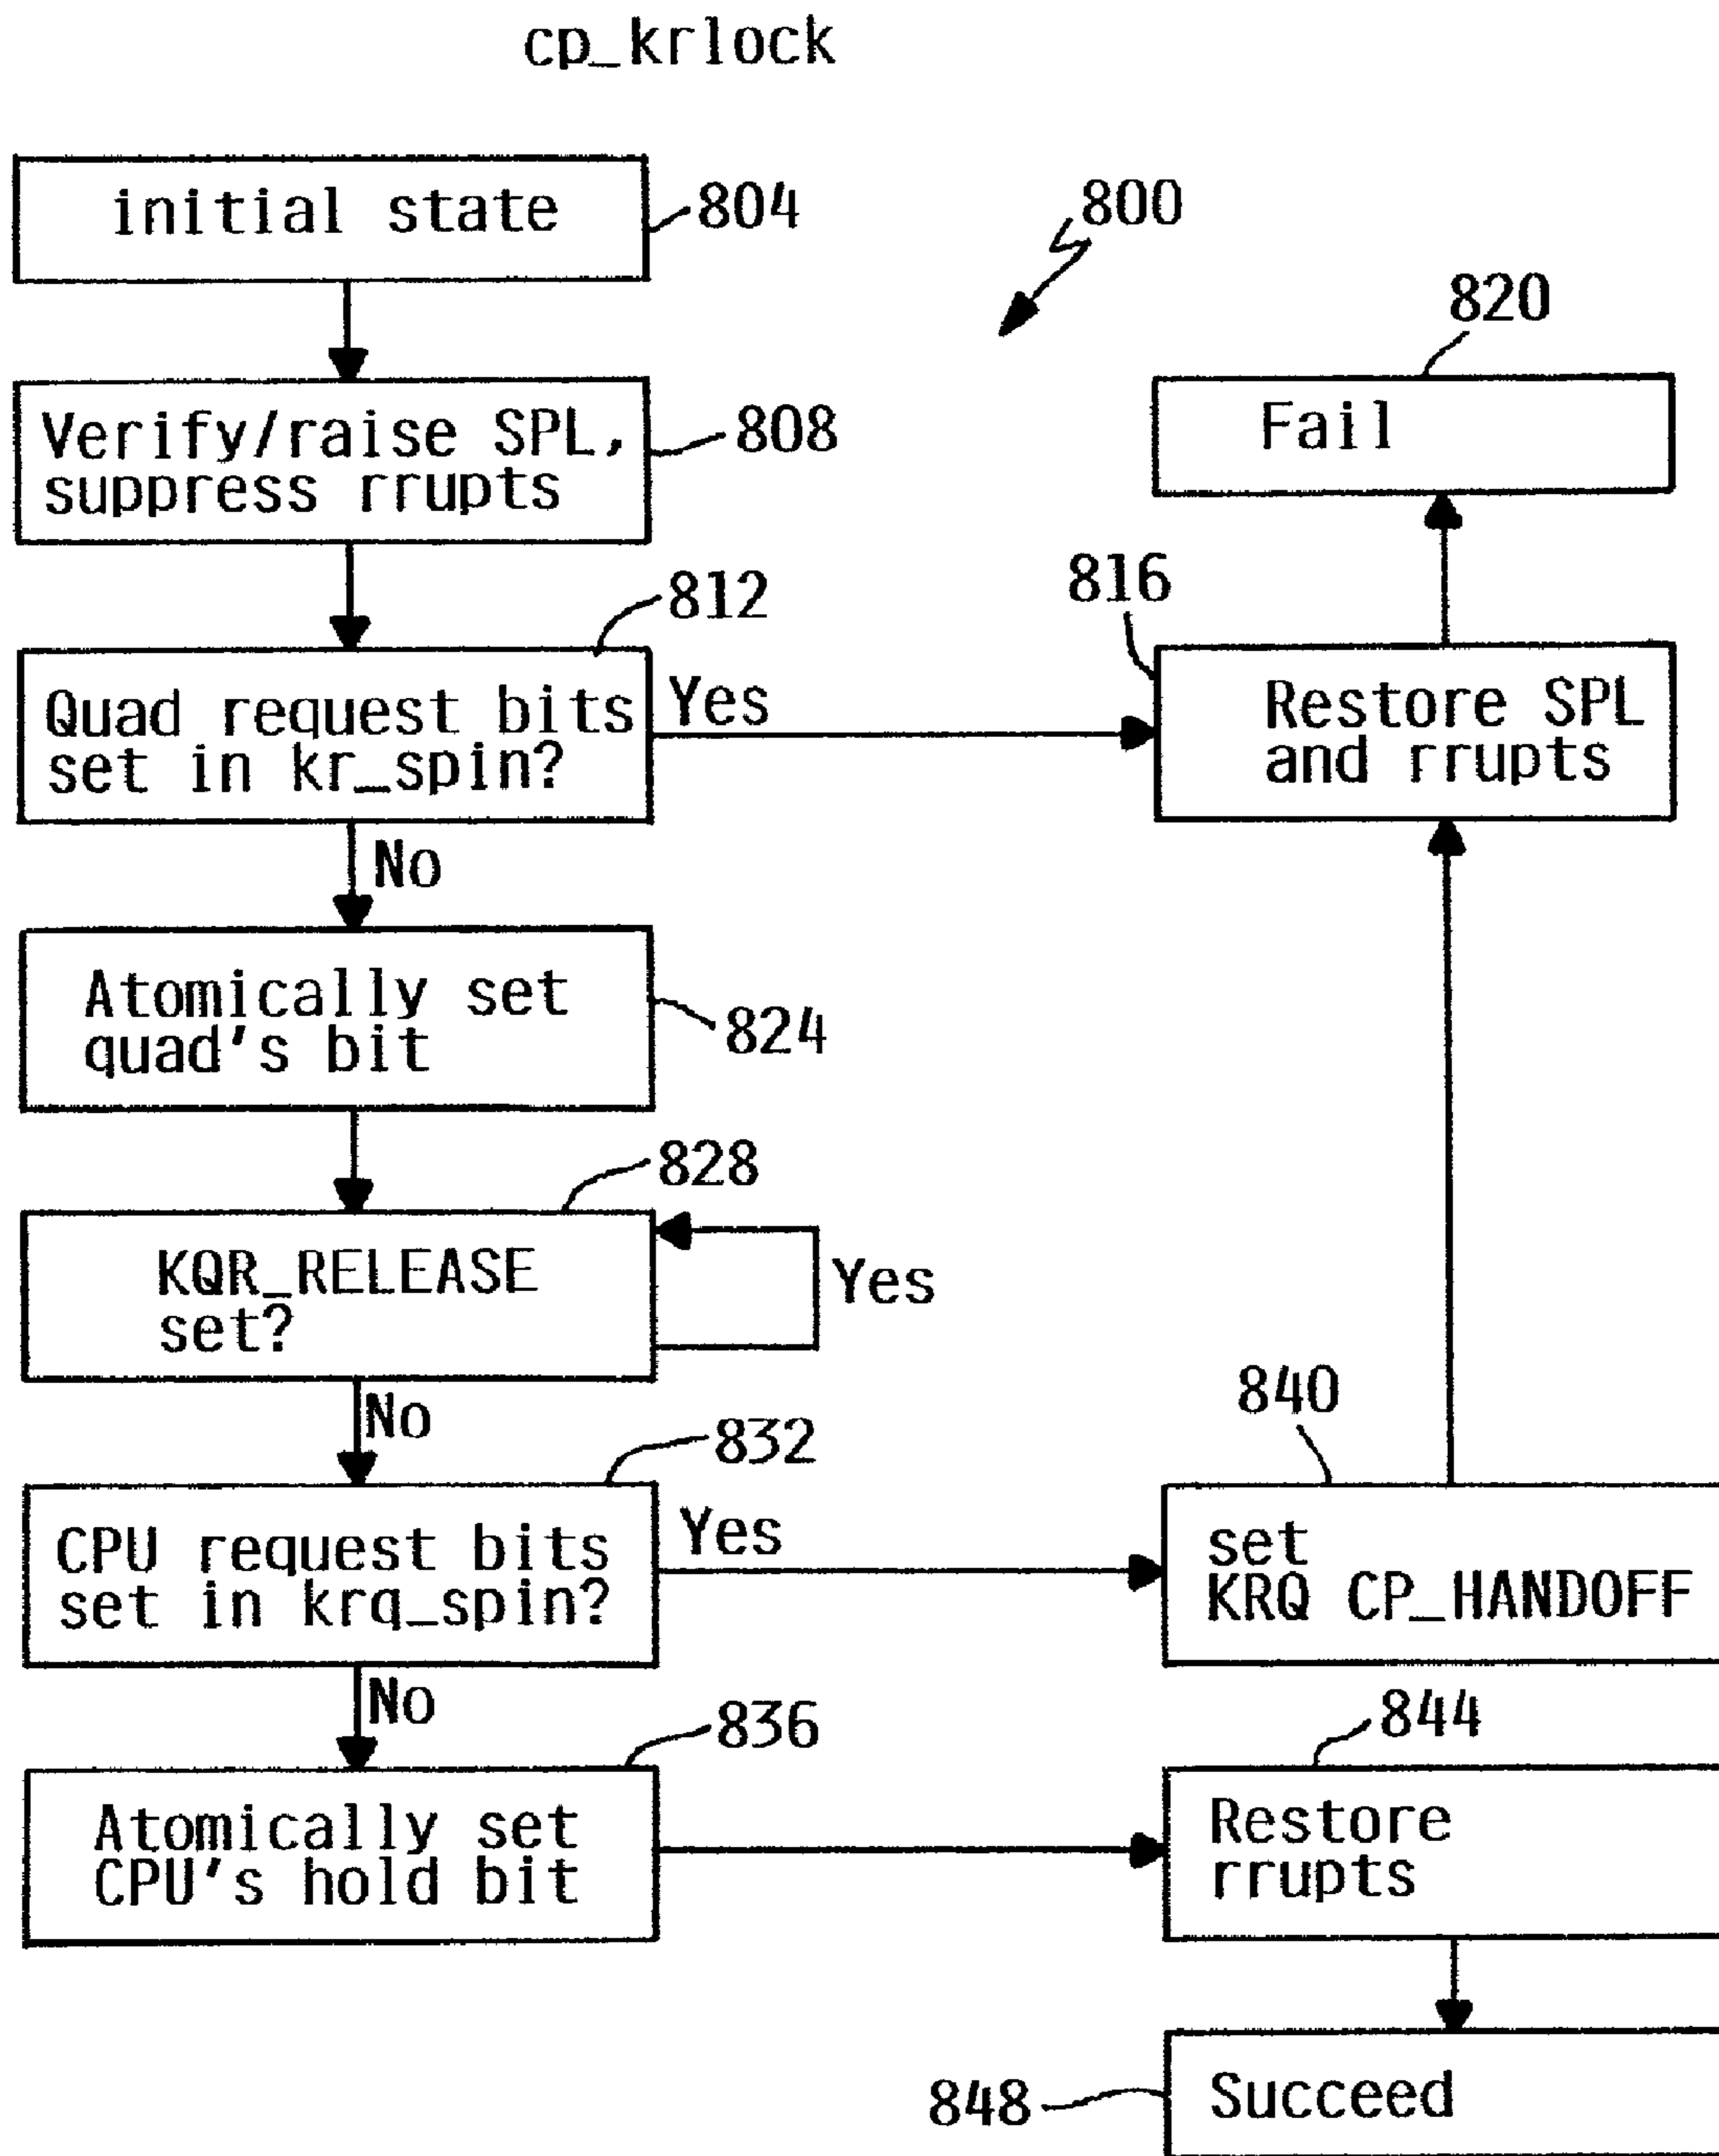 cp_krlock
initial state
804
800
Verify/raise SPL,
suppress rrupts
808
820
Fail
812
816
Quad request bits
set in kr_spin?
Yes
Restore SPL
and rrupts
No
Atomically set
quad's bit
824
828
KQR_RELEASE
set?
Yes
No
832
840
CPU request bits
set in krq_spin?
Yes
set
KRQ CP_HANDOFF
No
836
844
Atomically set
CPU's hold bit
Restore
rrupts
848
Succeed